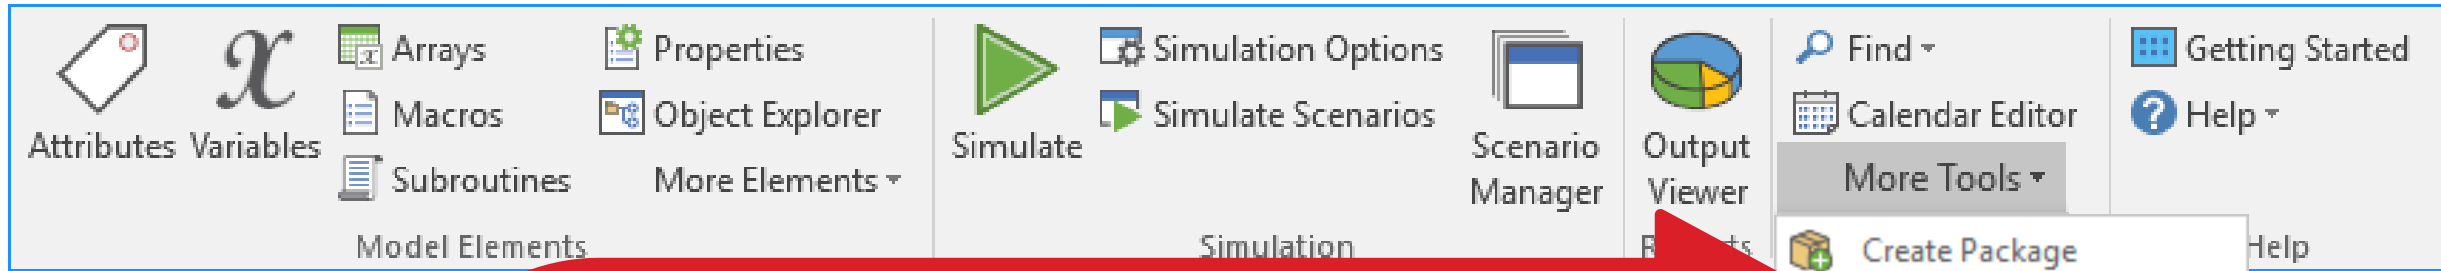 Attributes
Variables
Arrays
Macros
Subroutines
Properties
Object Explorer
More Elements
Model Elements
Simulate
Simulation Options
Simulate Scenarios
Scenario
Manager
Simulation
Output
Viewer
Find
Calendar Editor
More Tools
Create Package
Getting Started
Help
Help